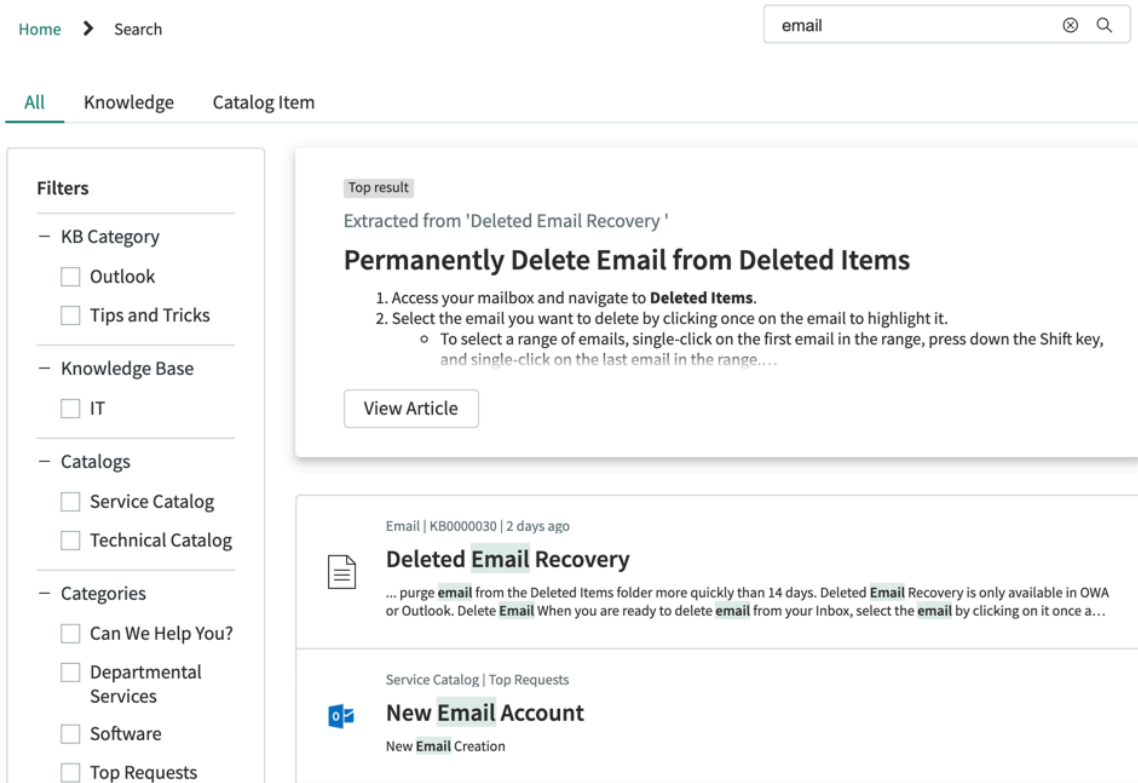 Home > Search
email
All Knowledge Catalog Item
Filters
− KB Category
Outlook
Tips and Tricks
− Knowledge Base
IT
− Catalogs
Service Catalog
Technical Catalog
− Categories
Can We Help You?
Departmental
Services
Software
Top Requests
Top result
Extracted from 'Deleted Email Recovery '
Permanently Delete Email from Deleted Items
1. Access your mailbox and navigate to Deleted Items.
2. Select the email you want to delete by clicking once on the email to highlight it.
○ To select a range of emails, single-click on the first email in the range, press down the Shift key,
and single-click on the last email in the range....
View Article
Email | KB0000030 | 2 days ago
Deleted Email Recovery
... purge email from the Deleted Items folder more quickly than 14 days. Deleted Email Recovery is only available in OWA
or Outlook. Delete Email When you are ready to delete email from your Inbox, select the email by clicking on it once a...
Service Catalog | Top Requests
New Email Account
New Email Creation